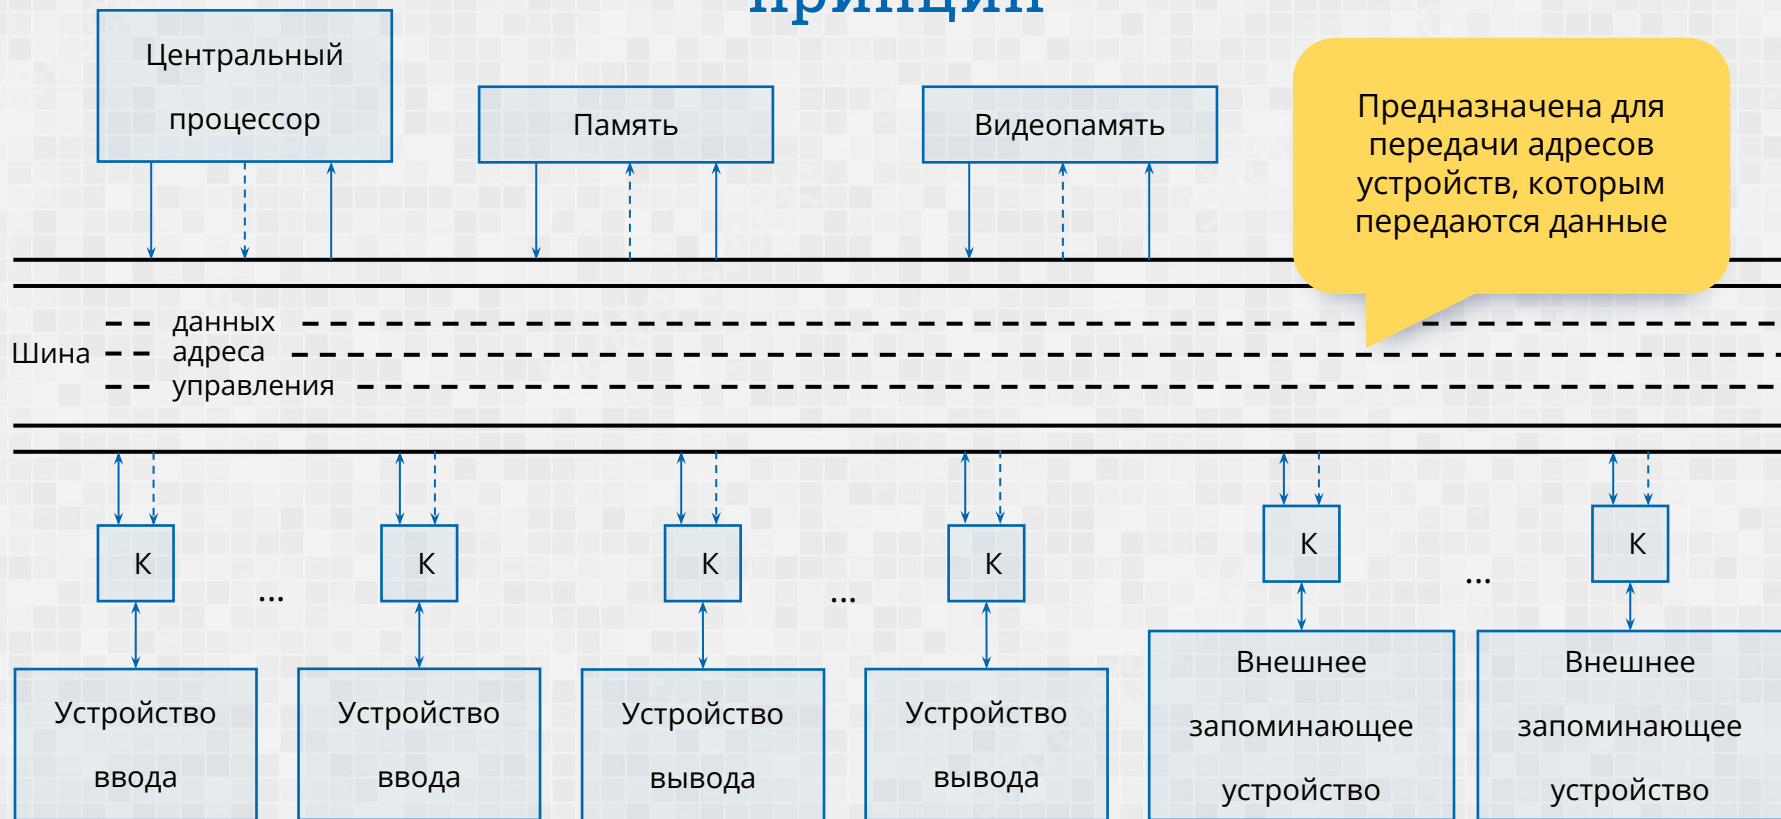 принцип
Центральный
процессор
Память
Видеопамять
Предназначена для
передачи адресов
устройств, которым
передаются данные
данных
Шина
адреса
управления
К
К
К
К
К
К
...
...
...
Устройство
ввода
Устройство
ввода
Устройство
вывода
Устройство
вывода
Внешнее
запоминающее
устройство
Внешнее
запоминающее
устройство